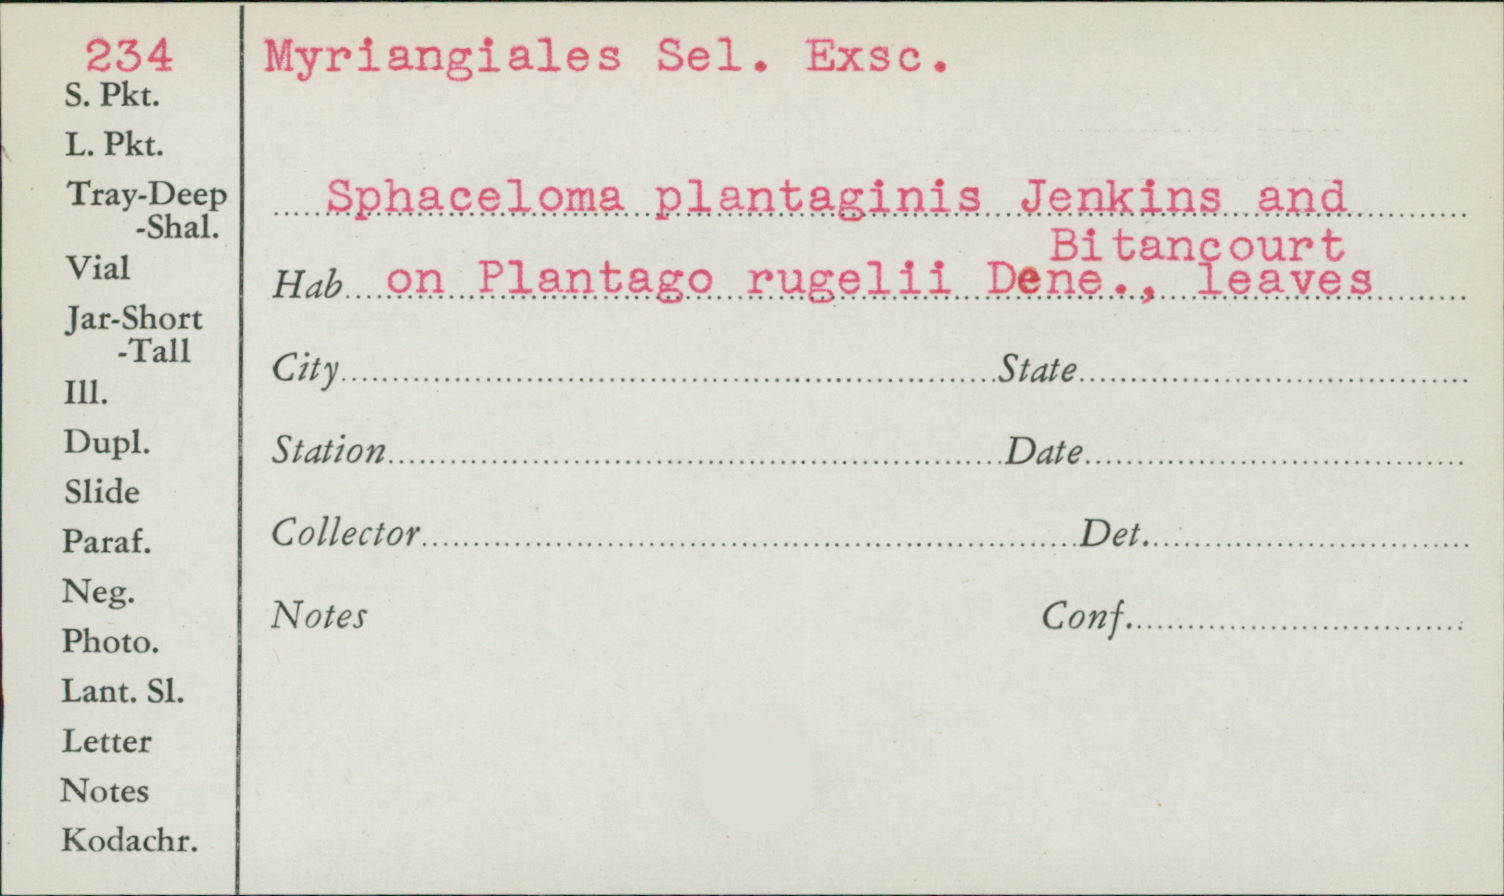 234
S. Pkt.
L. Pkt.
Tray-Deep
-Shal.
Vial
Jar-Short
-Tall
Ill.
Dupl.
Slide
Paraf.
Neg.
Photo.
Lant. Sl.
Letter
Notes
Kodachr.
Myriangiales Sel. Exsc.
Sphaceloma plantaginis Jenkins and
Bitancourt
Hab on Plantago rugelii Dene., leaves
City State
Station Date
Collector Det.
Notes Conf.